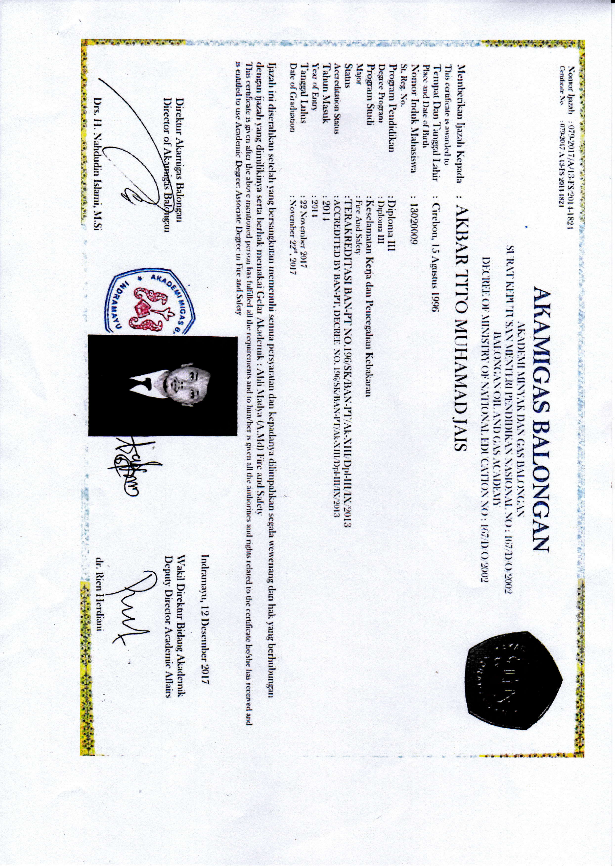 Nomor Ijazah : 079-2017/A/13-FS/2014-1821
Certificate No. : 079-2017/A/13-FS/2014-1821
AKAMIGAS BALONGAN
AKADEMI MINYAK DAN GAS BALONGAN
SURAT KEPUTUSAN MENTERI PENDIDIKAN NASIONAL NO : 167/D/O/2002
BALONGAN OIL AND GAS ACADEMY
DECREE OF MINISTRY OF NATIONAL EDUCATION NO : 167/D/O/2002
Memberikan Ijazah Kepada : AKBAR TITO MUHAMAD JAIS
This certificate is awarded to
Tempat Dan Tanggal Lahir : Cirebon, 15 Agustus 1996
Place and Date of Birth
Nomor Induk Mahasiswa : 13020009
St. Reg. No.
Program Pendidikan : Diploma III
Degree Program : Diploma III
Program Studi : Keselamatan Kerja dan Pencegahan Kebakaran
Major : Fire And Safety
Status : TERAKREDITASI BAN-PT NO.196/SK/BAN-PT/Ak-XIII/Dpl-III/IX/2013
Accreditation Status : ACCREDITED BY BAN-PT, DECREE NO. 196/SK/BAN-PT/Ak-XIII/Dpl-III/IX/2013
Tahun Masuk : 2014
Year of Entry : 2014
Tanggal Lulus : 22 November 2017
Date of Graduation : November 22nd, 2017
Ijazah ini diserahkan setelah yang bersangkutan memenuhi semua persyaratan dan kepadanya dilimpahkan segala wewenang dan hak yang berhubungan
dengan ijazah yang dimilikinya serta berhak memakai Gelar Akademik : Ahli Madya (A.Md) Fire and Safety
This certificate is given after the above mentioned person has fulfilled all the requirements and to him/her is given all the authorities and rights related to the certificate he/she has received and
is entitled to use Academic Degree: Associate Degree in Fire and Safety
Indramayu, 12 Desember 2017
Direktur Akamigas Balongan
Director of Akamigas Balongan
Wakil Direktur Bidang Akademik
Deputy Director Academic Affairs
AKADEMI MIGAS
INDRAMAYU
Drs. H. Nahdudin Islami, M.Si
dr. Rien Herdiani